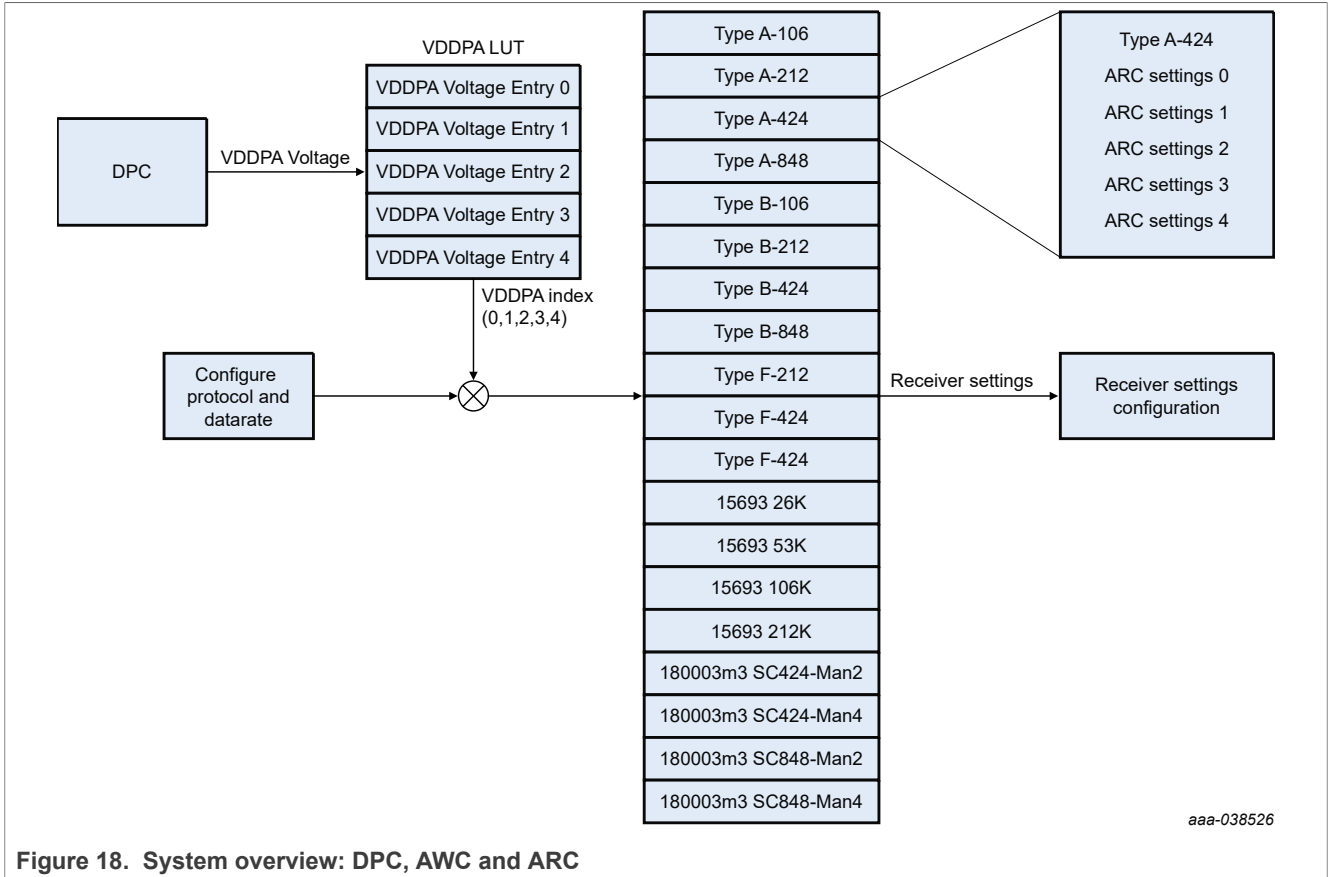 DPC
VDDPA Voltage
VDDPA LUT
VDDPA Voltage Entry 0
VDDPA Voltage Entry 1
VDDPA Voltage Entry 2
VDDPA Voltage Entry 3
VDDPA Voltage Entry 4
VDDPA index
(0,1,2,3,4)
Configure
protocol and
datarate
Type A-106
Type A-212
Type A-424
Type A-848
Type B-106
Type B-212
Type B-424
Type B-848
Type F-212
Type F-424
Type F-424
15693 26K
15693 53K
15693 106K
15693 212K
180003m3 SC424-Man2
180003m3 SC424-Man4
180003m3 SC848-Man2
180003m3 SC848-Man4
Type A-424
ARC settings 0
ARC settings 1
ARC settings 2
ARC settings 3
ARC settings 4
Receiver settings
Receiver settings
configuration
aaa-038526
Figure 18. System overview: DPC, AWC and ARC